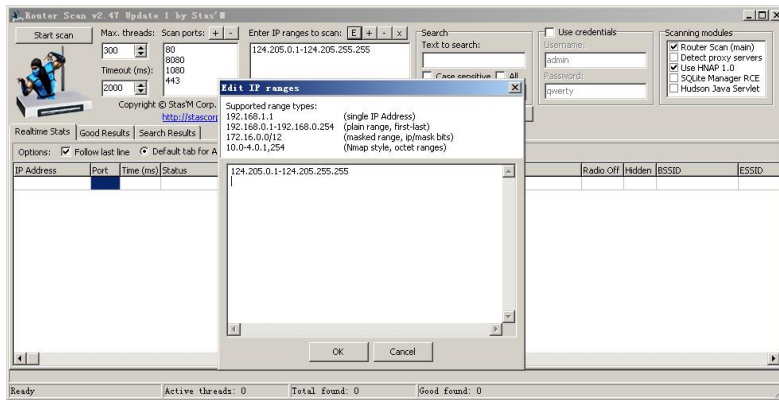 Router Scan v2.47 Update 1 by Stas'M
Start scan
Max. threads:
300
Timeout (ms):
2000
Scan ports: + -
80
8080
1080
443
Enter IP ranges to scan: E + - x
124.205.0.1-124.205.255.255
Search
Text to search:
Case sensitive
All
Use credentials
Username:
admin
Password:
qwerty
Scanning modules
Router Scan (main)
Detect proxy servers
Use HNAP 1.0
SQLite Manager RCE
Hudson Java Servlet
Copyright © Stas'M Corp.
http://stascorp
Realtime Stats
Good Results
Search Results
Options:
Follow last line
Default tab for A
IP Address
Port
Time (ms)
Status
Radio Off
Hidden
BSSID
ESSID
Edit IP ranges
Supported range types:
192.168.1.1 (single IP Address)
192.168.0.1-192.168.0.254 (plain range, first-last)
172.16.0.0/12 (masked range, ip/mask bits)
10.0-4.0.1,254 (Nmap style, octet ranges)
124.205.0.1-124.205.255.255
OK
Cancel
Ready
Active threads: 0
Total found: 0
Good found: 0